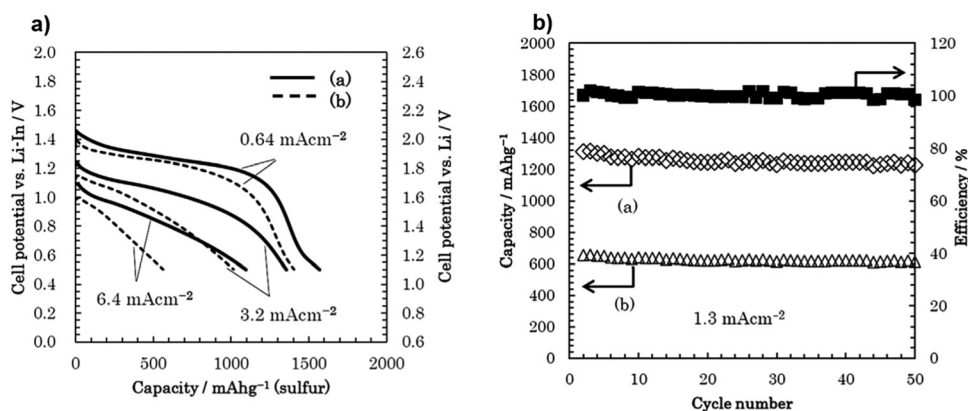 a)
Cell potential vs. Li-In / V
2.0
1.8
1.6
1.4
1.2
1.0
0.8
0.6
0.4
0.2
0.0
(a)
(b)
0.64 mAcm⁻²
6.4 mAcm⁻²
3.2 mAcm⁻²
2.6
2.4
2.2
2.0
1.8
1.6
1.4
1.2
1.0
0.8
0.6
Cell potential vs. Li / V
0 500 1000 1500 2000
Capacity / mAhg⁻¹ (sulfur)
b)
Capacity / mAhg⁻¹
2000
1800
1600
1400
1200
1000
800
600
400
200
0
(a)
(b)
1.3 mAcm⁻²
120
100
80
60
40
20
0
Efficiency / %
0 10 20 30 40 50
Cycle number